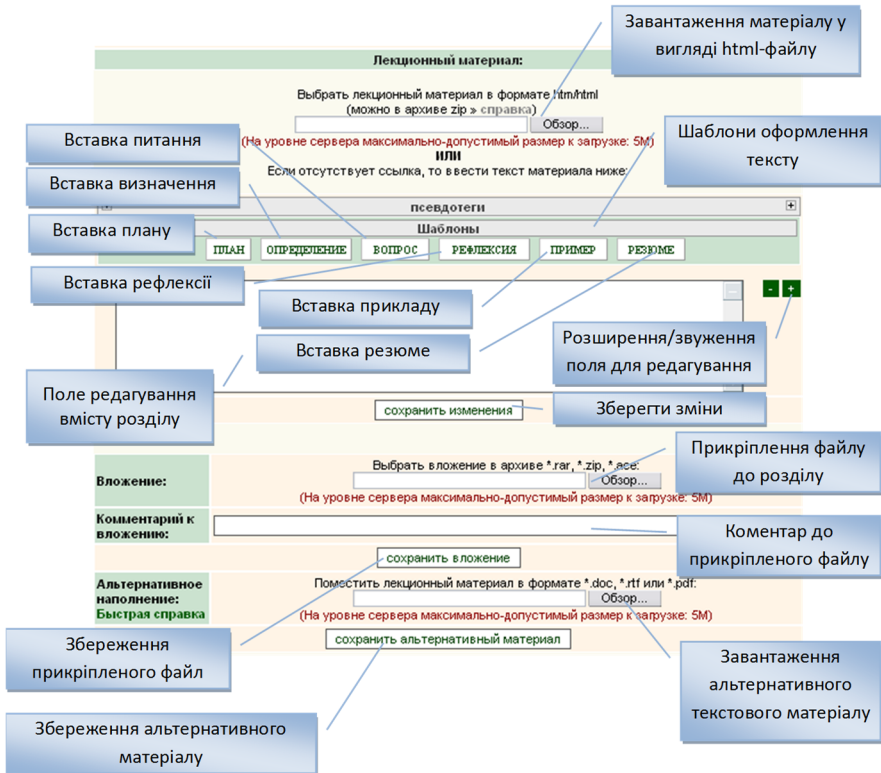 Завантаження матеріалу у
вигляді html-файлу
Лекционный материал:
Выбрать лекционный материал в формате htm/html
(можно в архиве zip » справка)
Обзор...
Вставка питання
(На уровне сервера максимально-допустимый размер к загрузке: 5M)
Шаблони оформлення
тексту
ИЛИ
Если отсутствует ссылка, то ввести текст материала ниже:
Вставка визначення
псевдотеги
Вставка плану
Шаблоны
ПЛАН ОПРЕДЕЛЕНИЕ ВОПРОС РЕФЛЕКСИЯ ПРИМЕР РЕЗЮМЕ
Вставка рефлексії
- +
Вставка прикладу
Вставка резюме
Розширення/звуження
поля для редагування
Поле редагування
вмісту розділу
сохранить изменения
Зберегти зміни
Прикріплення файлу
до розділу
Выбрать вложение в архиве *.rar, *.zip, *.ace:
Вложение:
Обзор...
(На уровне сервера максимально-допустимый размер к загрузке: 5M)
Комментарий к
вложению:
Коментар до
прикріпленого файлу
сохранить вложение
Альтернативное
наполнение:
Быстрая справка
Поместить лекционный материал в формате *.doc, *.rtf или *.pdf:
Обзор...
(На уровне сервера максимально-допустимый размер к загрузке: 5M)
сохранить альтернативный материал
Збереження
прикріпленого файл
Завантаження
альтернативного
текстового матеріалу
Збереження альтернативного
матеріалу